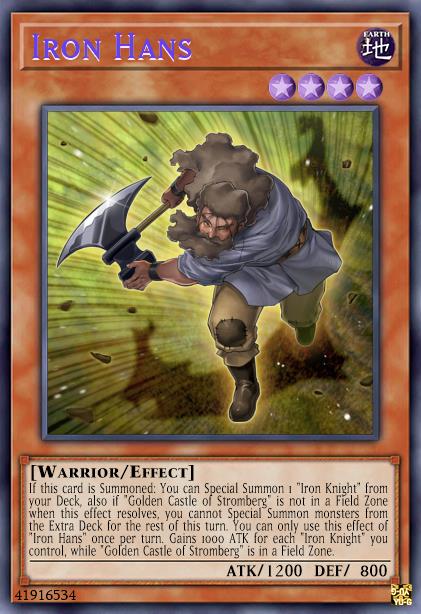 Iron Hans
EARTH
地
[Warrior/Effect]
If this card is Summoned: You can Special Summon 1 "Iron Knight" from
your Deck, also if "Golden Castle of Stromberg" is not in a Field Zone
when this effect resolves, you cannot Special Summon monsters from
the Extra Deck for the rest of this turn. You can only use this effect of
"Iron Hans" once per turn. Gains 1000 ATK for each "Iron Knight" you
control, while "Golden Castle of Stromberg" is in a Field Zone.
ATK/1200 DEF/ 800
41916534